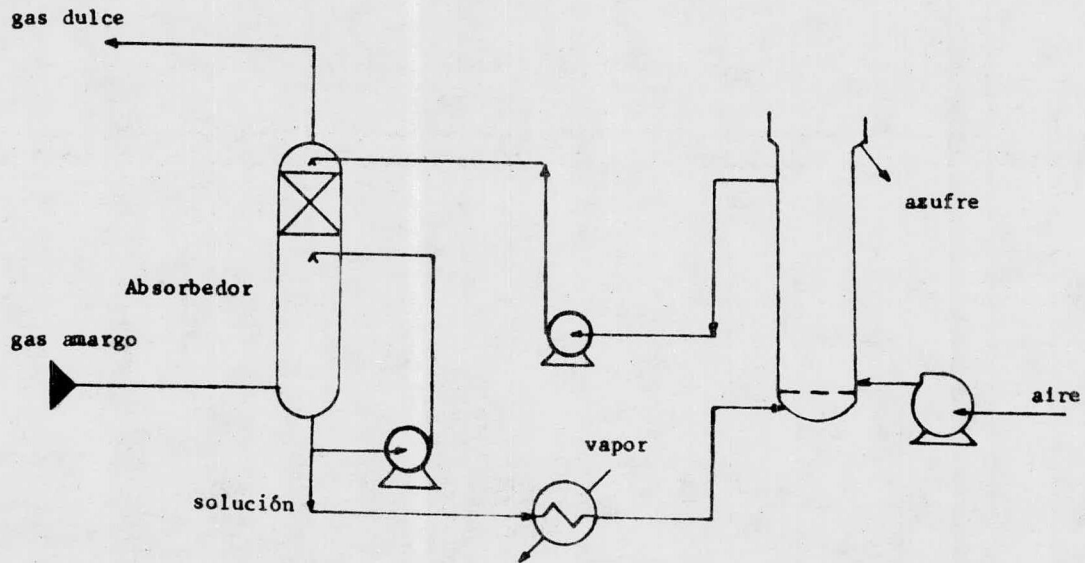 gas dulce
azufre
Absorbedor
gas amargo
aire
vapor
solución